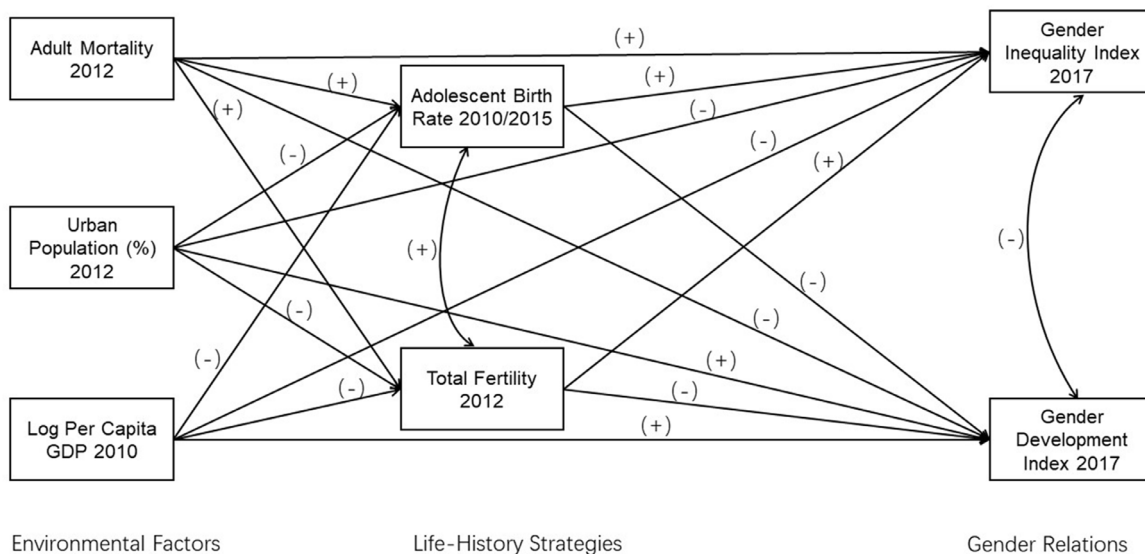 Adult Mortality
2012
Urban
Population (%)
2012
Log Per Capita
GDP 2010
Adolescent Birth
Rate 2010/2015
Total Fertility
2012
Gender
Inequality Index
2017
Gender
Development
Index 2017
(+)
(+)
(+)
(+)
(-)
(-)
(-)
(+)
(+)
(-)
(-)
(-)
(-)
(+)
(-)
(-)
(-)
(+)
Environmental Factors
Life-History Strategies
Gender Relations